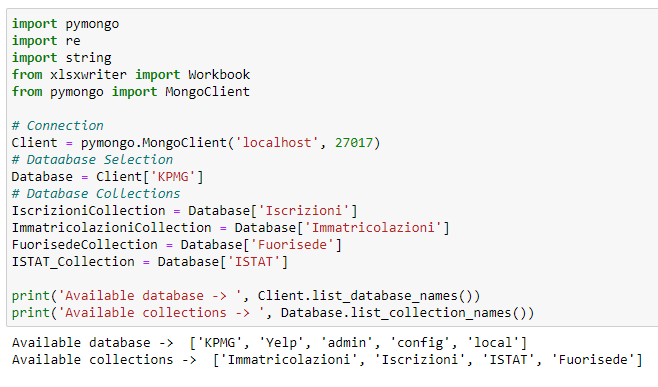 import pymongo
import re
import string
from xlsxwriter import Workbook
from pymongo import MongoClient
# Connection
Client = pymongo.MongoClient('localhost', 27017)
# Dataabase Selection
Database = Client['KPMG']
# Database Collections
IscrizioniCollection = Database['Iscrizioni']
ImmatricolazioniCollection = Database['Immatricolazioni']
FuorisedeCollection = Database['Fuorisede']
ISTAT_Collection = Database['ISTAT']
print('Available database -> ', Client.list_database_names())
print('Available collections -> ', Database.list_collection_names())
Available database ->  ['KPMG', 'Yelp', 'admin', 'config', 'local']
Available collections ->  ['Immatricolazioni', 'Iscrizioni', 'ISTAT', 'Fuorisede']